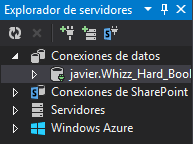 Explorador de servidores
Conexiones de datos
javier.Whizz_Hard_Bool
Conexiones de SharePoint
Servidores
Windows Azure